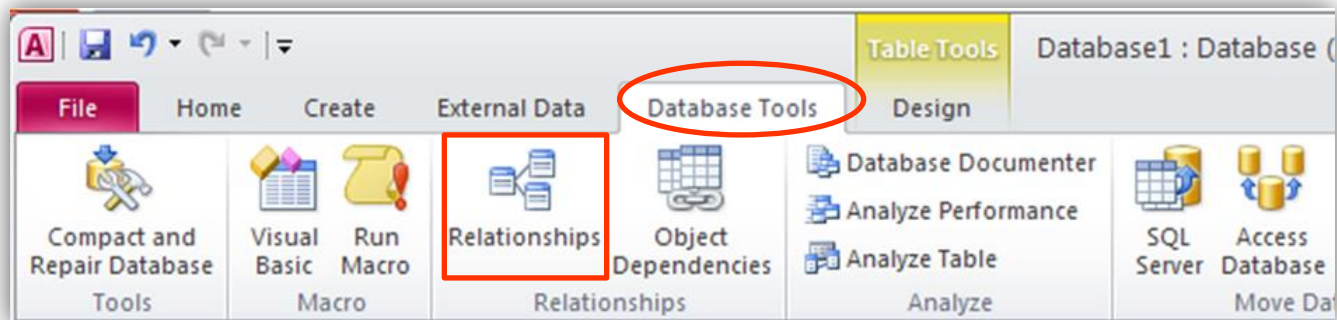 A
Table Tools
Database1 : Database (
File Home Create External Data Database Tools Design
Compact and
Repair Database
Visual
Basic
Run
Macro
Relationships
Object
Dependencies
Database Documenter
Analyze Performance
Analyze Table
SQL
Server
Access
Database
Tools Macro Relationships Analyze Move Dat